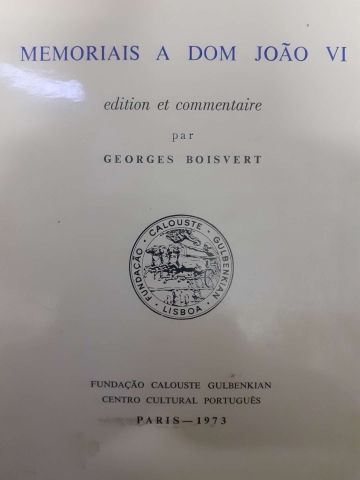 MEMORIAIS A DOM JOÃO VI
edition et commentaire
par
GEORGES BOISVERT
FUNDAÇÃO · CALOUSTE · GULBENKIAN
· LISBOA ·
FUNDAÇÃO CALOUSTE GULBENKIAN
CENTRO CULTURAL PORTUGUÊS
PARIS — 1973